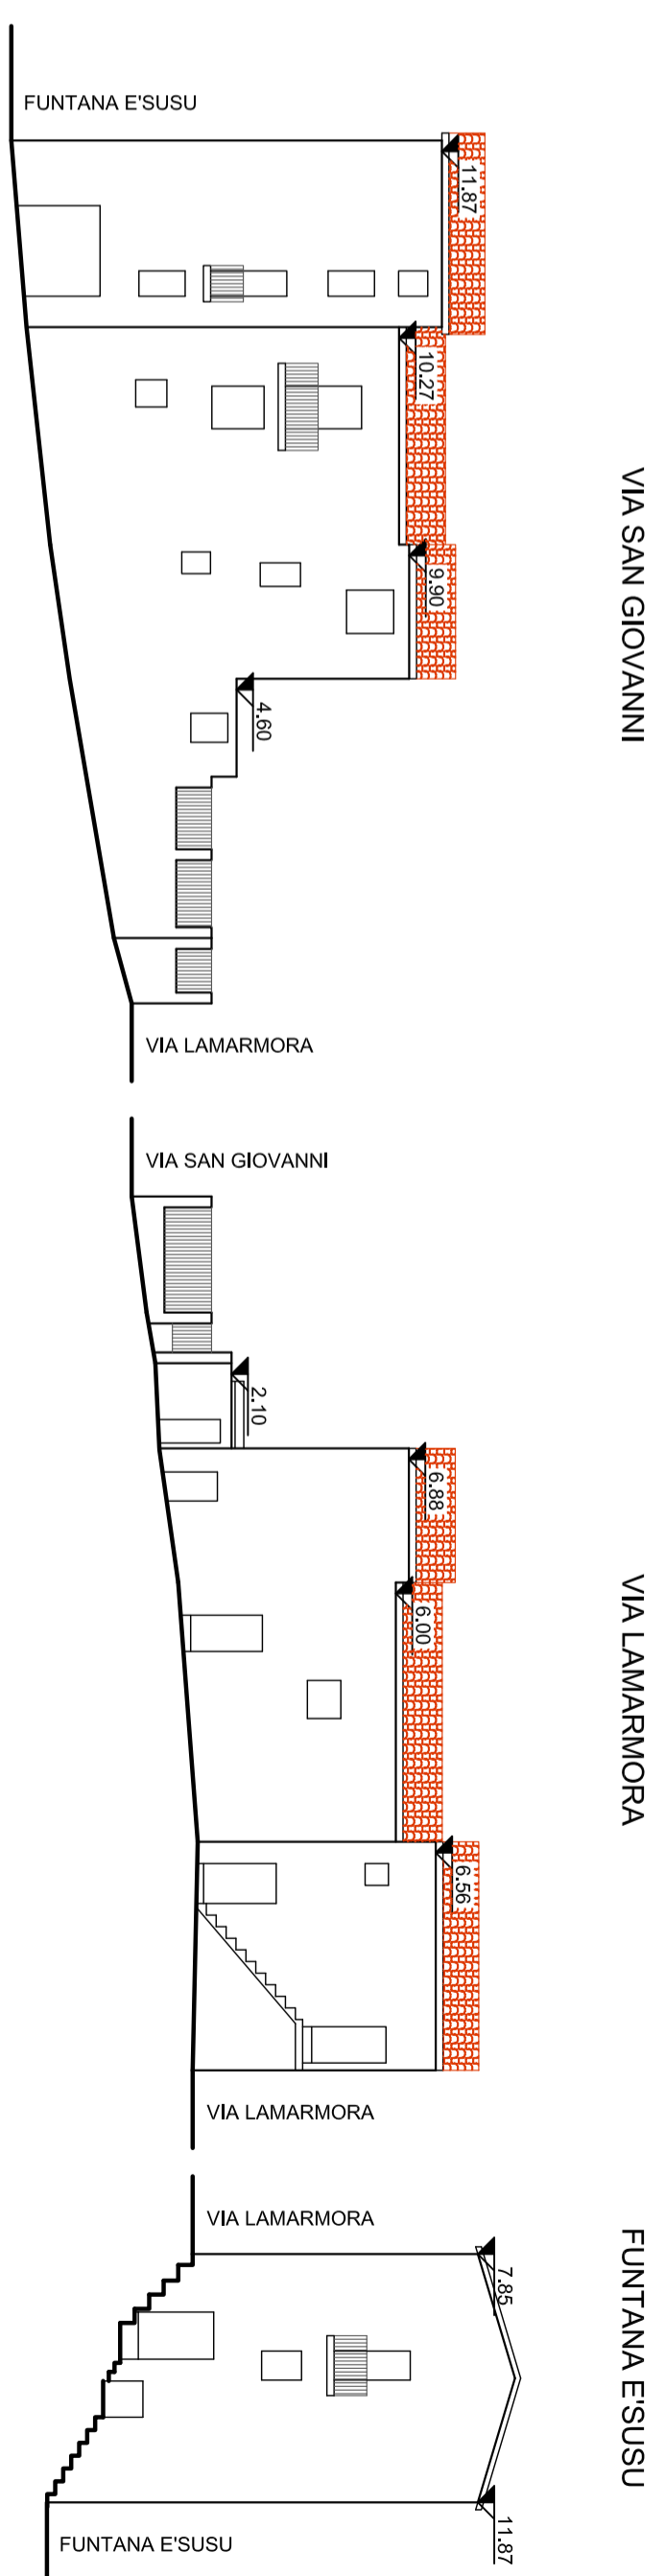 VIA SAN GIOVANNI
FUNTANA E'SUSU
11.87
10.27
9.90
4.60
VIA LAMARMORA
VIA LAMARMORA
VIA SAN GIOVANNI
2.10
6.88
6.00
6.56
VIA LAMARMORA
FUNTANA E'SUSU
VIA LAMARMORA
7.85
11.87
FUNTANA E'SUSU